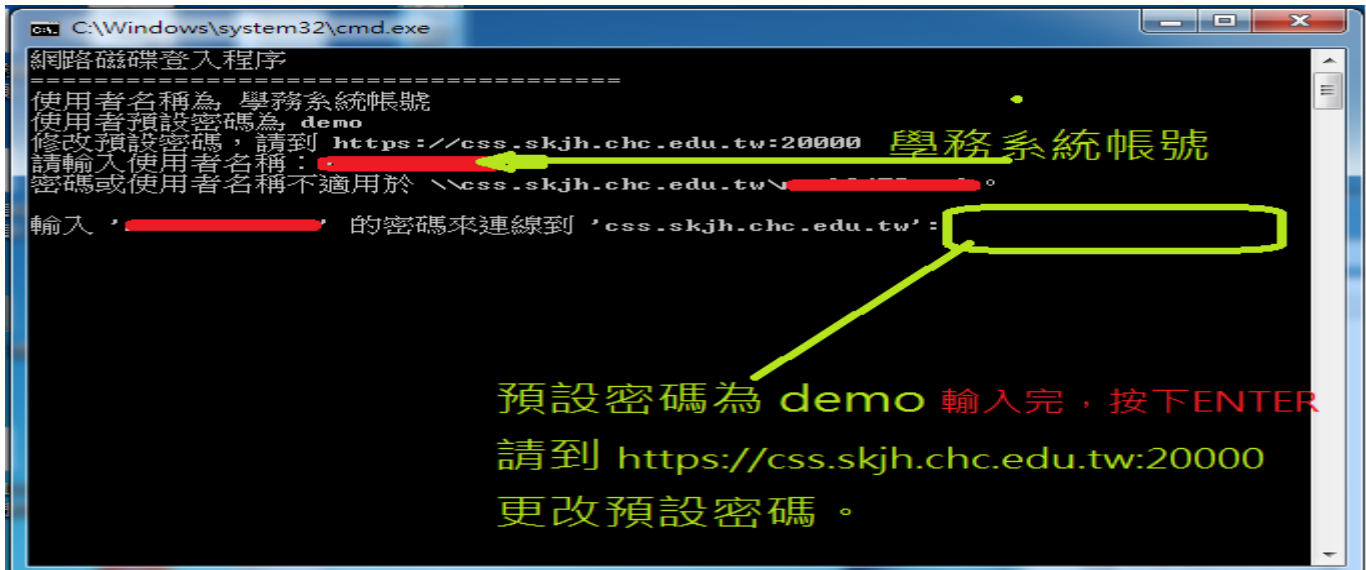 C:\Windows\system32\cmd.exe
網路磁碟登入程序
=====================================
使用者名稱為 學務系統帳號
使用者預設密碼為 demo
修改預設密碼，請到 https://css.skjh.chc.edu.tw:20000
學務系統帳號
請輸入使用者名稱：
密碼或使用者名稱不適用於 \\css.skjh.chc.edu.tw\ 。
輸入 ' ' 的密碼來連線到 'css.skjh.chc.edu.tw':
預設密碼為 demo 輸入完，按下ENTER
請到 https://css.skjh.chc.edu.tw:20000
更改預設密碼。